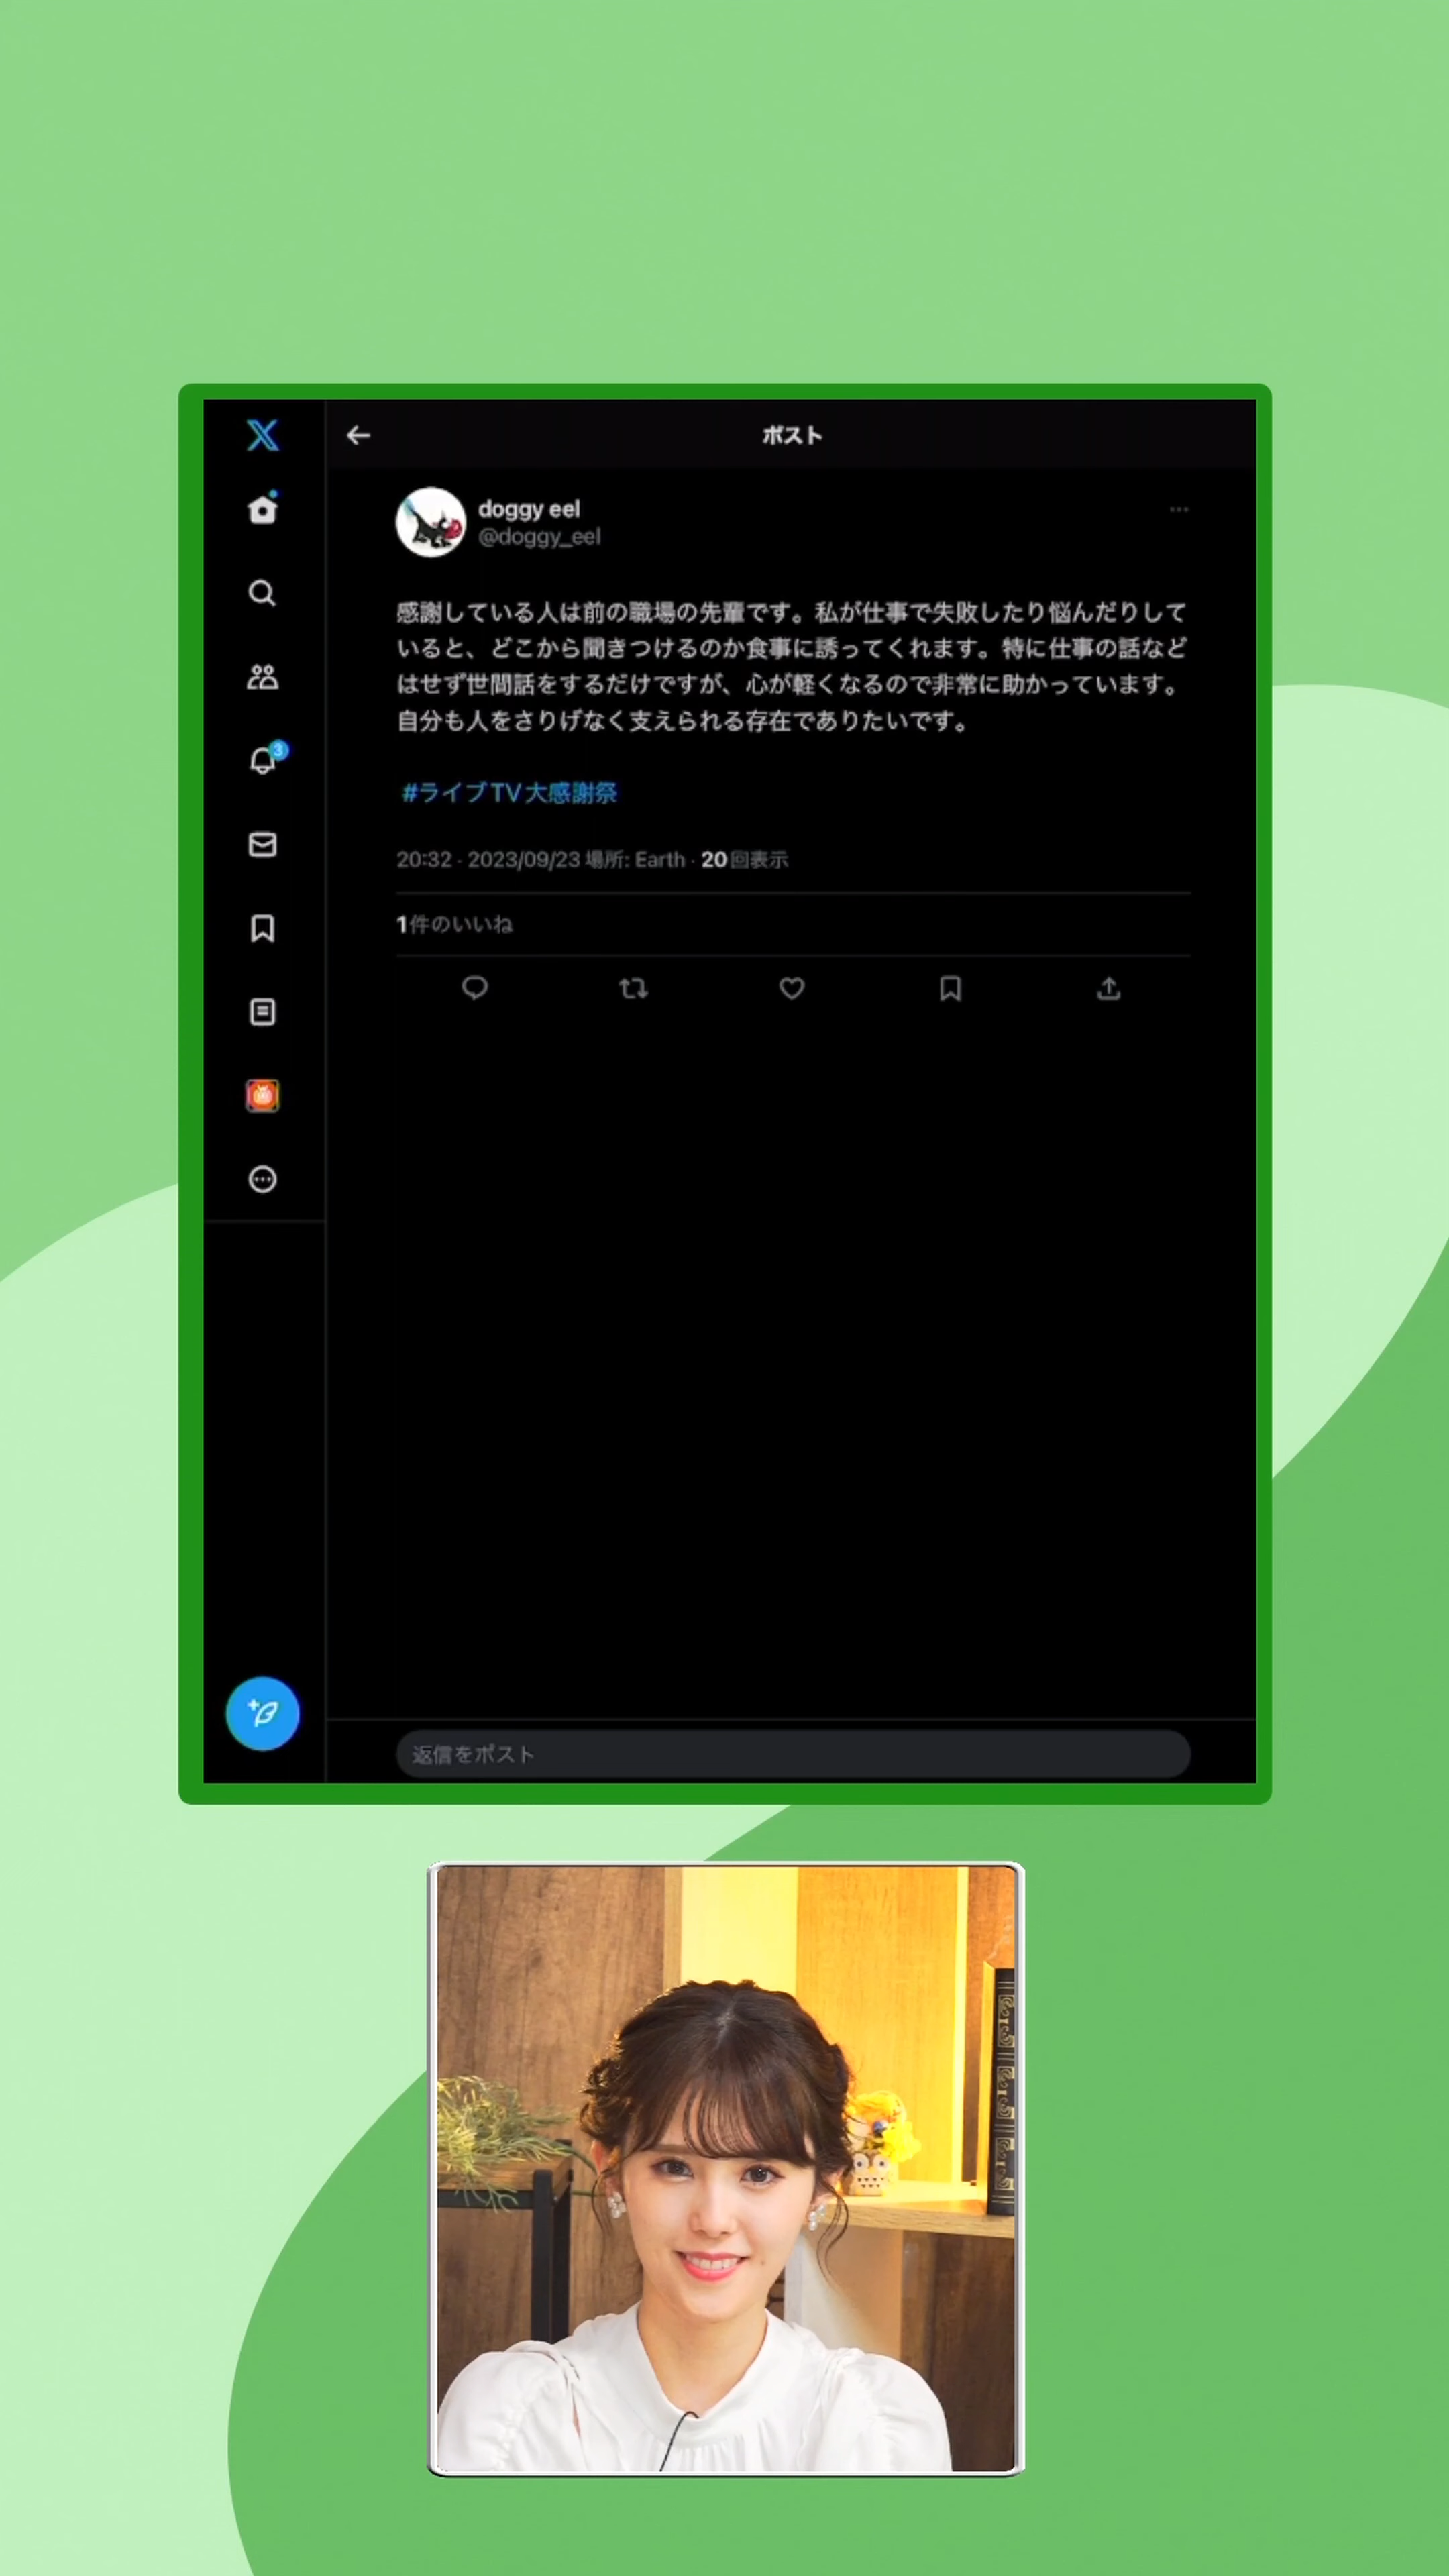 ポスト
doggy eel
@doggy_eel
感謝している人は前の職場の先輩です。私が仕事で失敗したり悩んだりして
いると、どこから聞きつけるのか食事に誘ってくれます。特に仕事の話など
はせず世間話をするだけですが、心が軽くなるので非常に助かっています。
自分も人をさりげなく支えられる存在でありたいです。
#ライブTV大感謝祭
20:32 · 2023/09/23 場所: Earth · 20回表示
1件のいいね
3
返信をポスト